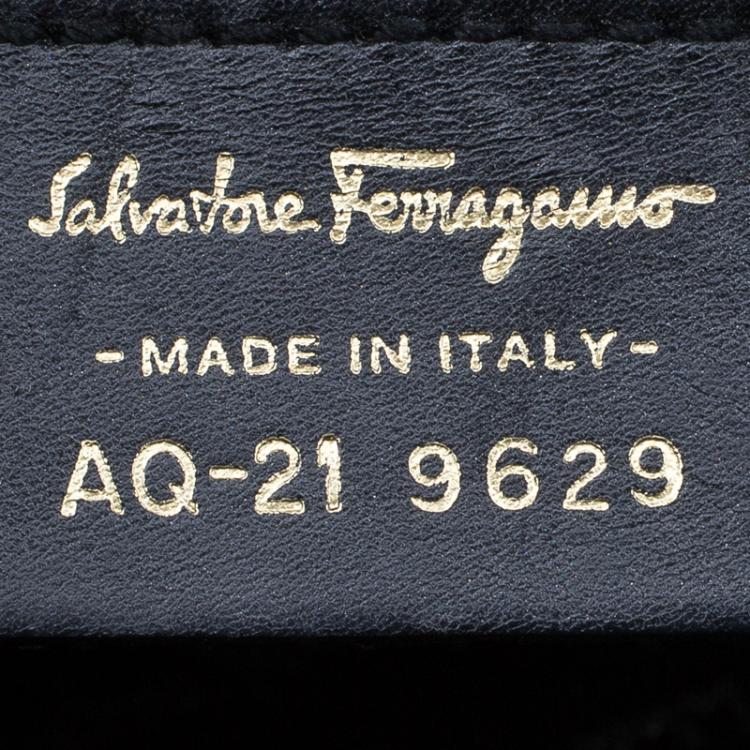 Salvatore Ferragamo
- MADE IN ITALY -
AQ-21 9629